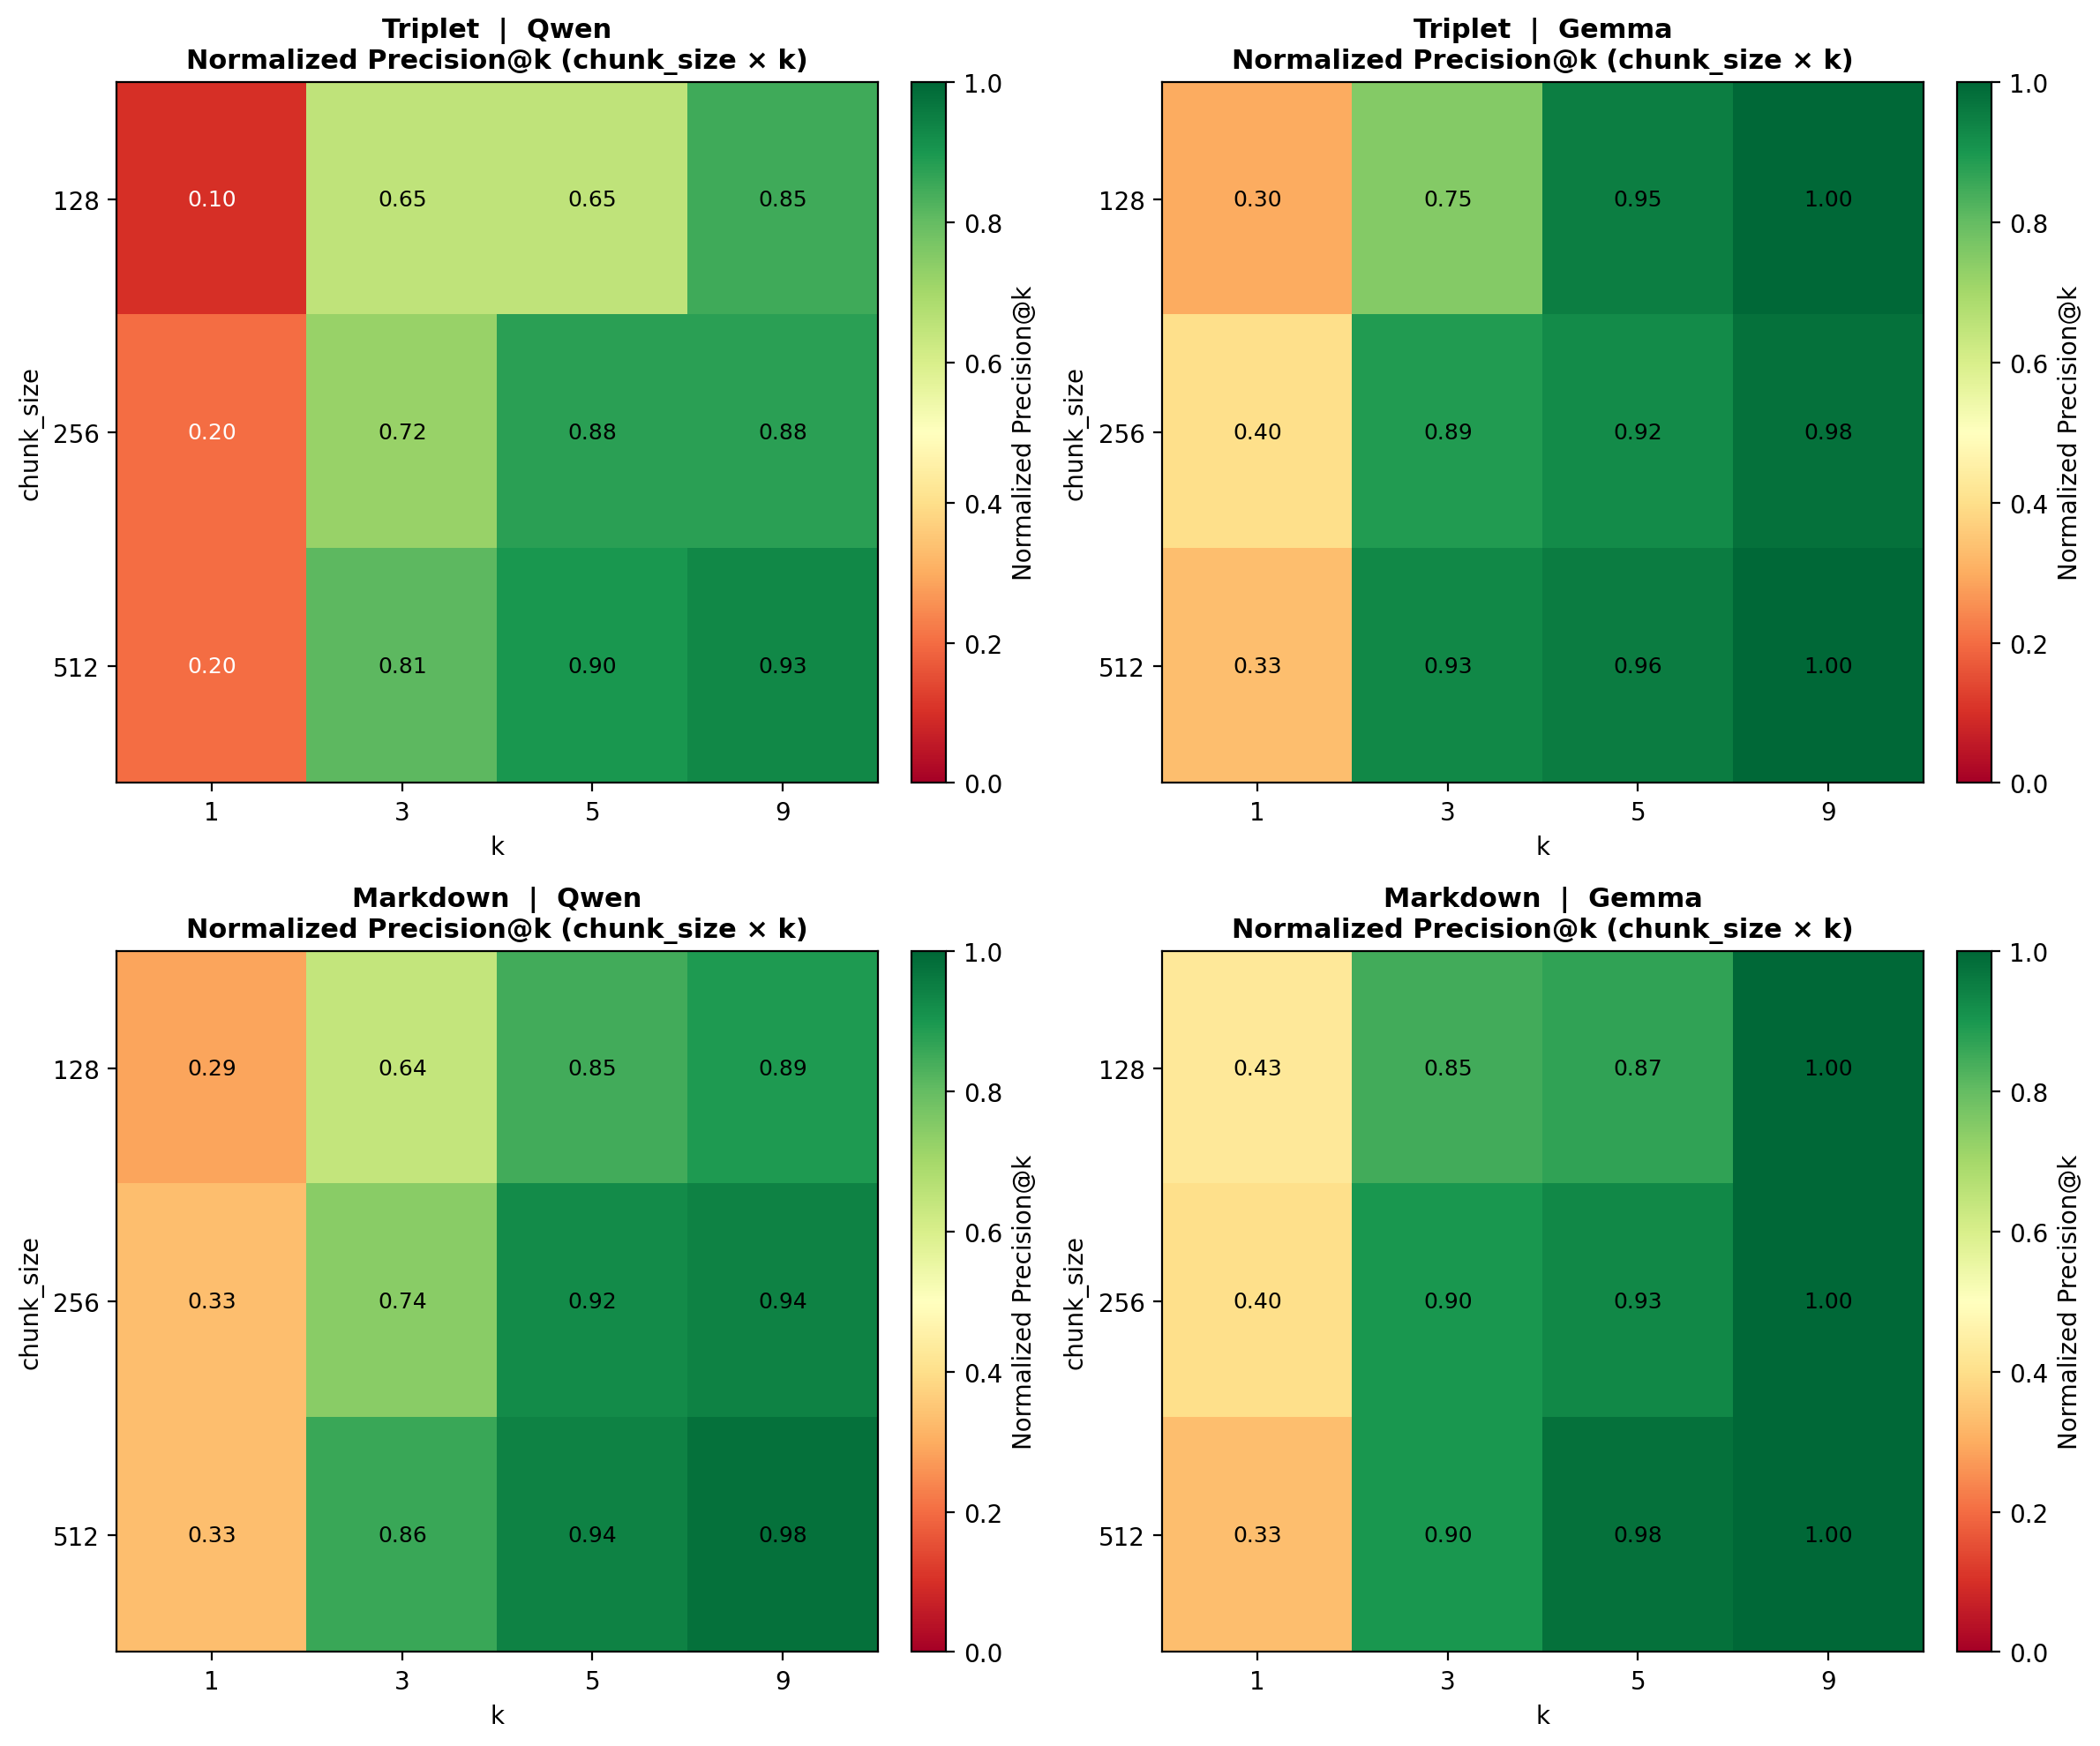 Triplet | Qwen
Normalized Precision@k (chunk_size × k)
chunk_size
128
256
512
0.10 0.65 0.65 0.85
0.20 0.72 0.88 0.88
0.20 0.81 0.90 0.93
1 3 5 9
k
1.0
0.8
0.6
0.4
0.2
0.0
Normalized Precision@k
Triplet | Gemma
Normalized Precision@k (chunk_size × k)
chunk_size
128
256
512
0.30 0.75 0.95 1.00
0.40 0.89 0.92 0.98
0.33 0.93 0.96 1.00
1 3 5 9
k
1.0
0.8
0.6
0.4
0.2
0.0
Normalized Precision@k
Markdown | Qwen
Normalized Precision@k (chunk_size × k)
chunk_size
128
256
512
0.29 0.64 0.85 0.89
0.33 0.74 0.92 0.94
0.33 0.86 0.94 0.98
1 3 5 9
k
1.0
0.8
0.6
0.4
0.2
0.0
Normalized Precision@k
Markdown | Gemma
Normalized Precision@k (chunk_size × k)
chunk_size
128
256
512
0.43 0.85 0.87 1.00
0.40 0.90 0.93 1.00
0.33 0.90 0.98 1.00
1 3 5 9
k
1.0
0.8
0.6
0.4
0.2
0.0
Normalized Precision@k